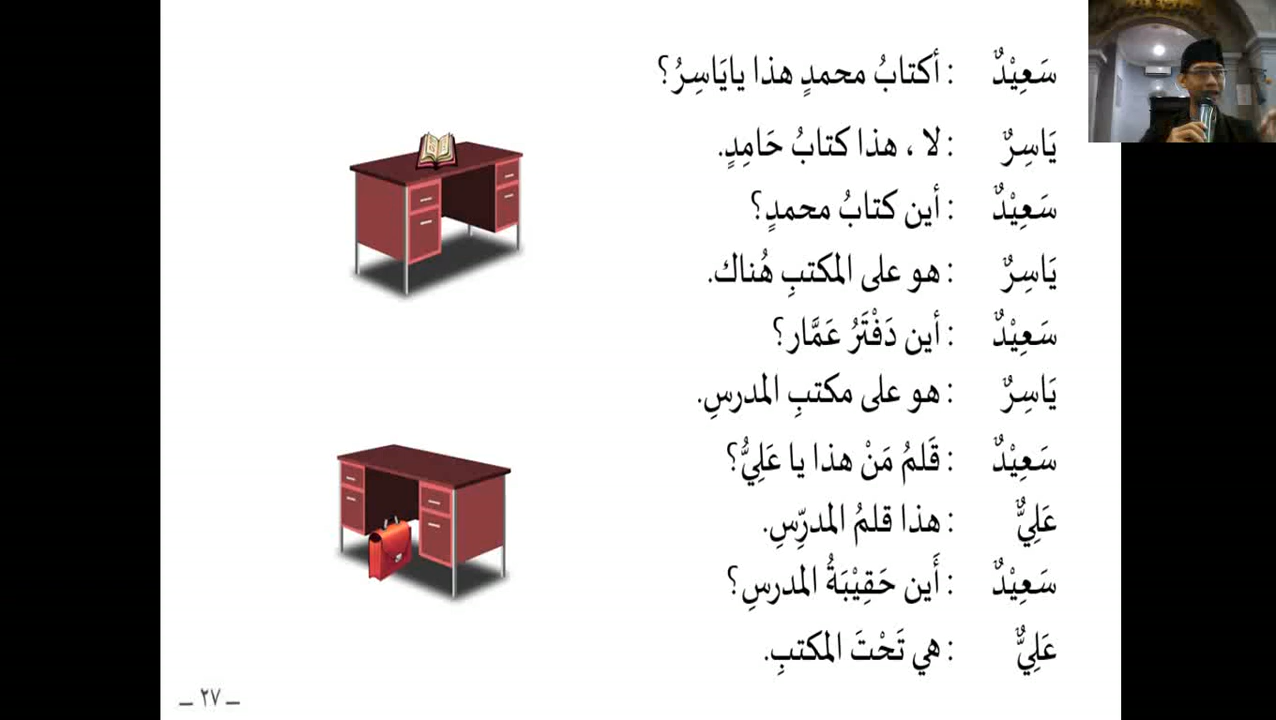 سَعِيْدٌ : أكتابُ محمدٍ هذا يايَاسِرُ؟
يَاسِرٌ : لا ، هذا كتابُ حَامِدٍ.
سَعِيْدٌ : أين كتابُ محمدٍ؟
يَاسِرٌ : هو على المكتبِ هُناك.
سَعِيْدٌ : أين دَفْتَرُ عَمَّار؟
يَاسِرٌ : هو على مكتبِ المدرسِ.
سَعِيْدٌ : قَلمُ مَنْ هذا يا عَلِيُّ؟
عَلِيٌّ : هذا قلمُ المدرِّسِ.
سَعِيْدٌ : أَين حَقِيْبَةُ المدرسِ؟
عَلِيٌّ : هي تَحْتَ المكتبِ.
– ٢٧ –